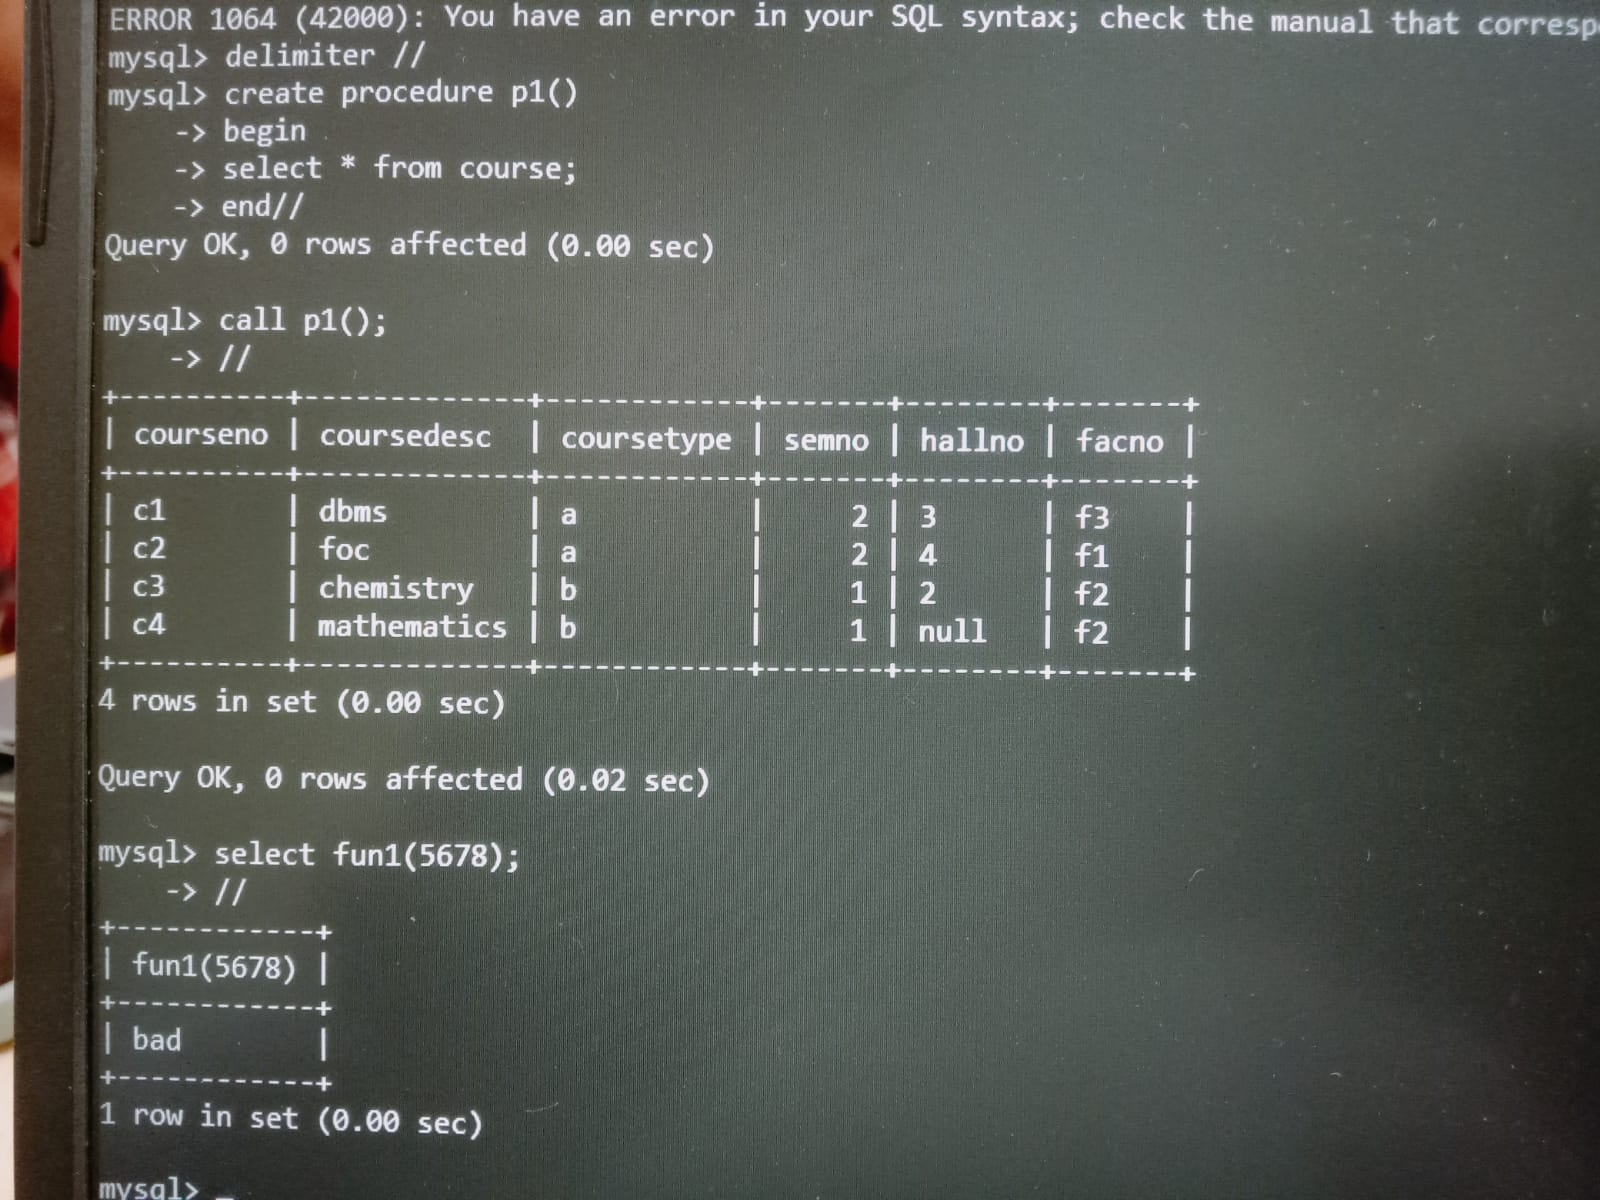 ERROR 1064 (42000): You have an error in your SQL syntax; check the manual that corresp
mysql> delimiter //
mysql> create procedure p1()
    -> begin
    -> select * from course;
    -> end//
Query OK, 0 rows affected (0.00 sec)

mysql> call p1();
    -> //
+----------+-------------+------------+-------+--------+-------+
| courseno | coursedesc  | coursetype | semno | hallno | facno |
+----------+-------------+------------+-------+--------+-------+
| c1       | dbms        | a          |     2 | 3      | f3    |
| c2       | foc         | a          |     2 | 4      | f1    |
| c3       | chemistry   | b          |     1 | 2      | f2    |
| c4       | mathematics | b          |     1 | null   | f2    |
+----------+-------------+------------+-------+--------+-------+
4 rows in set (0.00 sec)

Query OK, 0 rows affected (0.02 sec)

mysql> select fun1(5678);
    -> //
+------------+
| fun1(5678) |
+------------+
| bad        |
+------------+
1 row in set (0.00 sec)

mysql> _